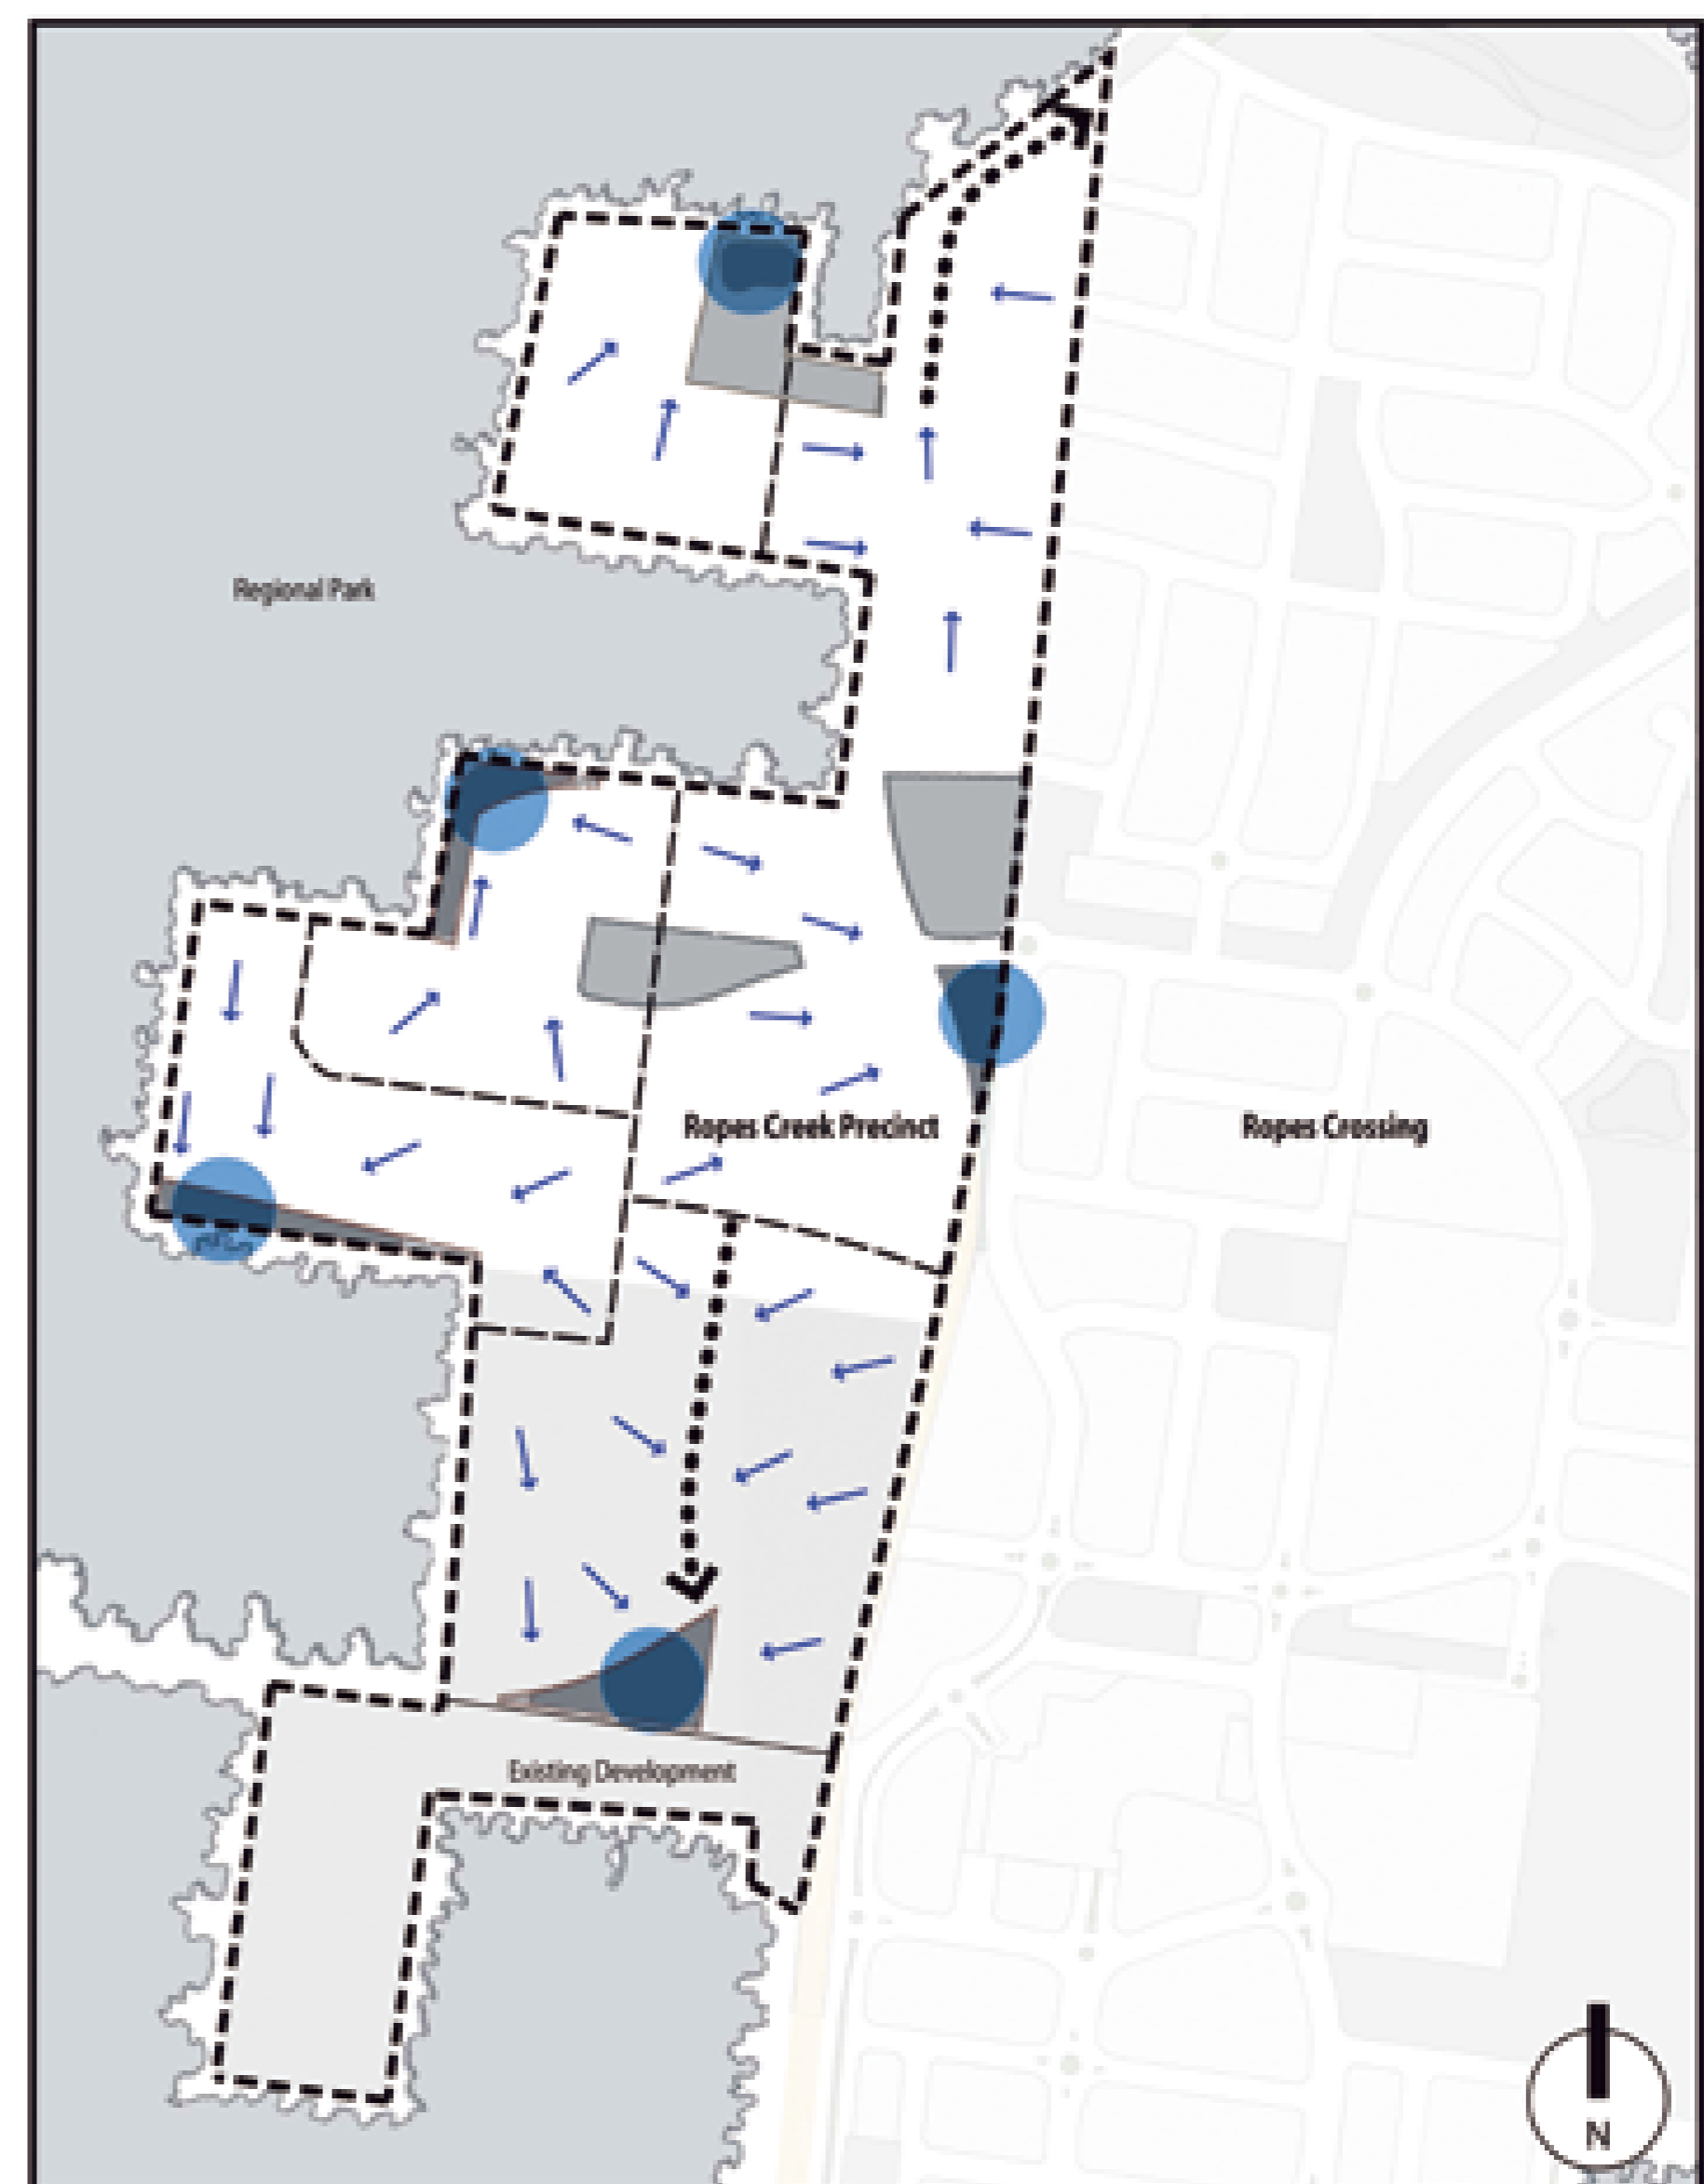 Regional Park
Ropes Creek Precinct
Ropes Crossing
Existing Development
N